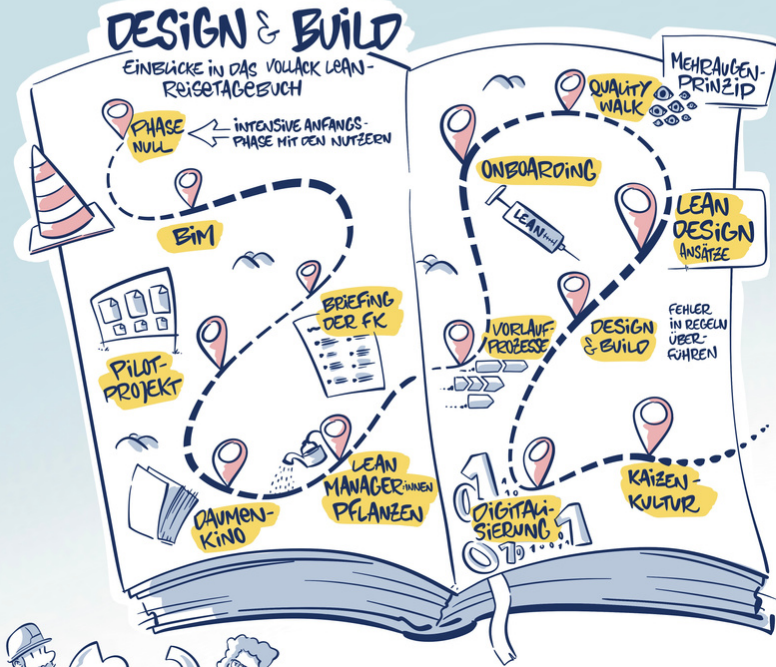 DESIGN & BUILD
EINBLICKE IN DAS VOLLACK LEAN-
REISETAGEBUCH
PHASE
NULL
INTENSIVE ANFANGS-
PHASE MIT DEN NUTZERN
BIM
BRIEFING
DER FK
PILOT-
PROJEKT
DAUMEN-
KINO
LEAN
MANAGER:INNEN
PFLANZEN
VORLAUF-
PROZESSE
ONBOARDING
LEAN
QUALITY
WALK
MEHRAUGEN-
PRINZIP
LEAN
DESIGN
ANSÄTZE
DESIGN
& BUILD
FEHLER
IN REGELN
ÜBER-
FÜHREN
DIGITALI-
SIERUNG
KAIZEN-
KULTUR